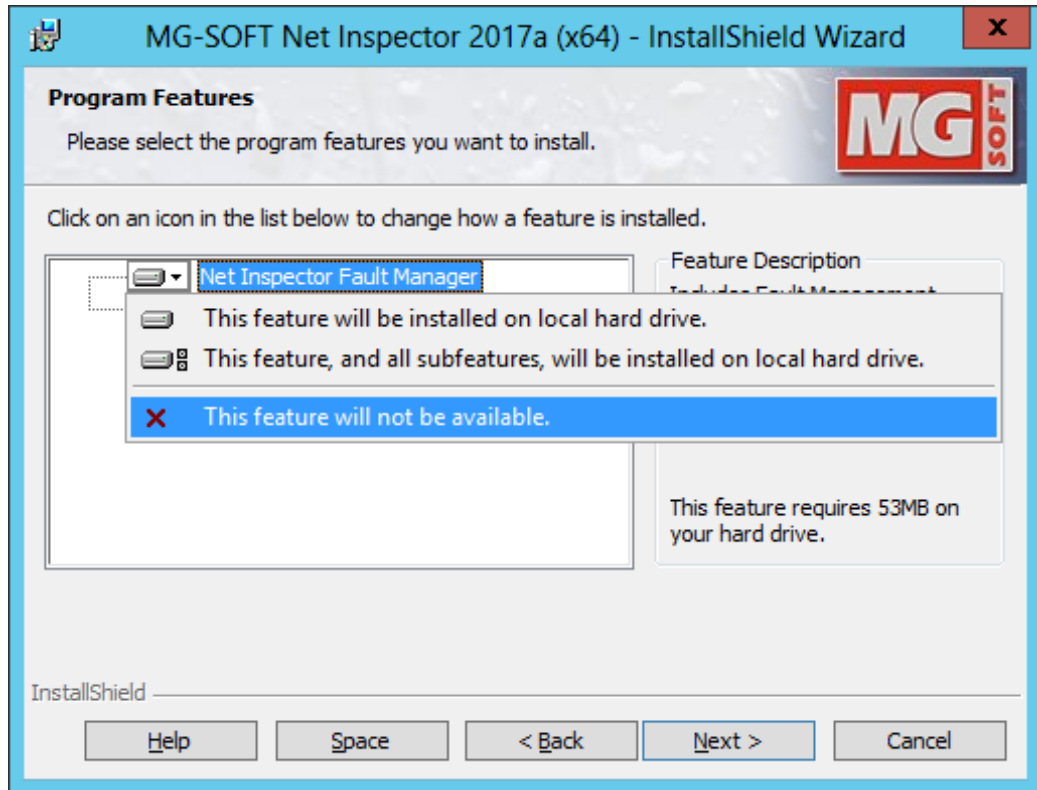 MG-SOFT Net Inspector 2017a (x64) - InstallShield Wizard
x
Program Features
Please select the program features you want to install.
MG SOFT
Click on an icon in the list below to change how a feature is installed.
Net Inspector Fault Manager
Feature Description
Includes Fault Management
This feature will be installed on local hard drive.
This feature, and all subfeatures, will be installed on local hard drive.
This feature will not be available.
This feature requires 53MB on
your hard drive.
InstallShield
Help
Space
< Back
Next >
Cancel